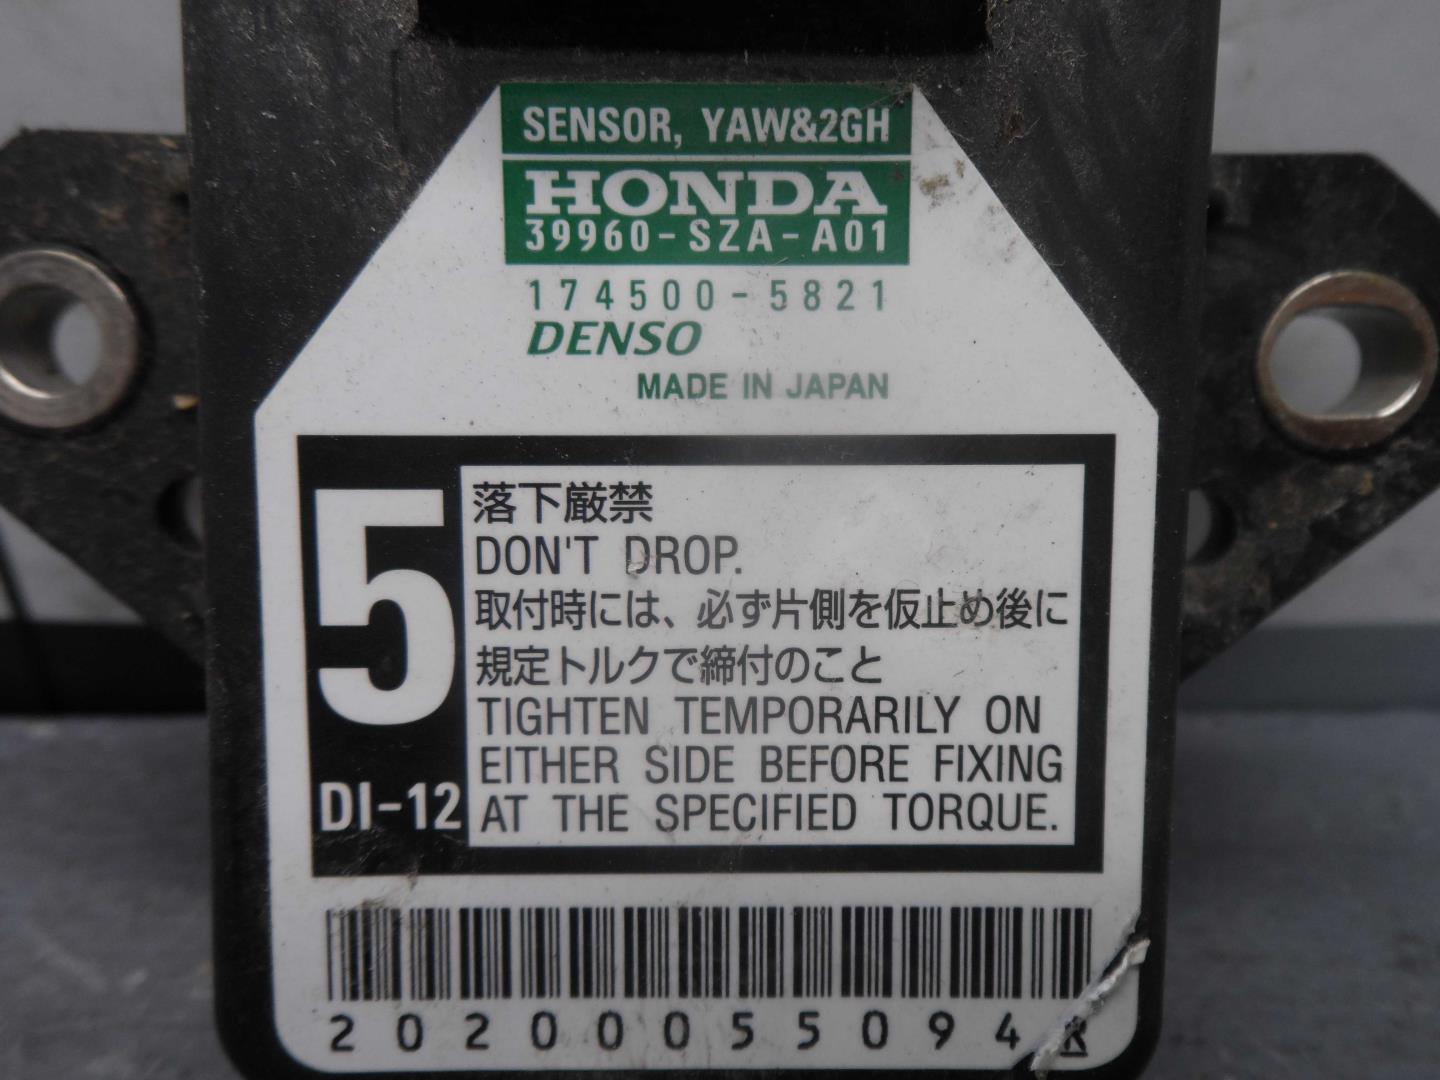 SENSOR, YAW&2GH
HONDA
39960-SZA-A01
174500-5821
DENSO
MADE IN JAPAN
5
DI-12
落下厳禁
DON'T DROP.
取付時には、必ず片側を仮止め後に
規定トルクで締付のこと
TIGHTEN TEMPORARILY ON
EITHER SIDE BEFORE FIXING
AT THE SPECIFIED TORQUE.
20200055094